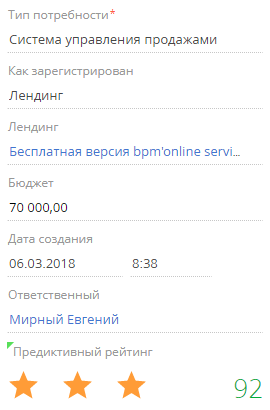 Тип потребности*
Система управления продажами
Как зарегистрирован
Лендинг
Лендинг
Бесплатная версия bpm'online servi...
Бюджет
70 000,00
Дата создания
06.03.2018 8:38
Ответственный
Мирный Евгений
Предиктивный рейтинг
92